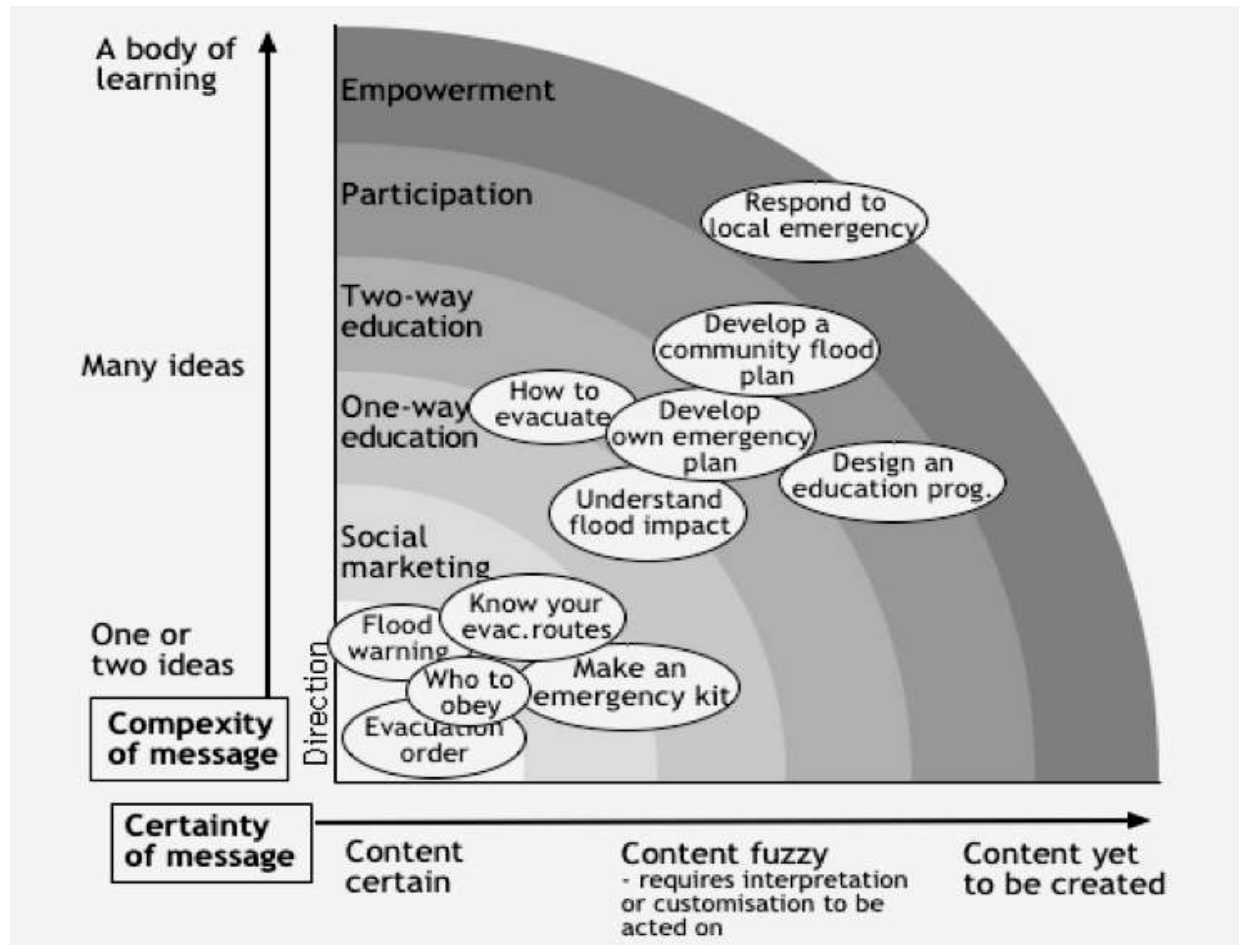 A body of
learning
Empowerment
Participation
Respond to
local emergency
Two-way
education
Many ideas
Develop a
community flood
plan
How to
evacuate
One-way
education
Develop
own emergency
plan
Design an
education prog.
Understand
flood impact
Social
marketing
Know your
evac.routes
Flood
warning
One or
two ideas
Make an
emergency kit
Who to
obey
Evacuation
order
Direction
Compexity
of message
Certainty
of message
Content
certain
Content fuzzy
- requires interpretation
or customisation to be
acted on
Content yet
to be created